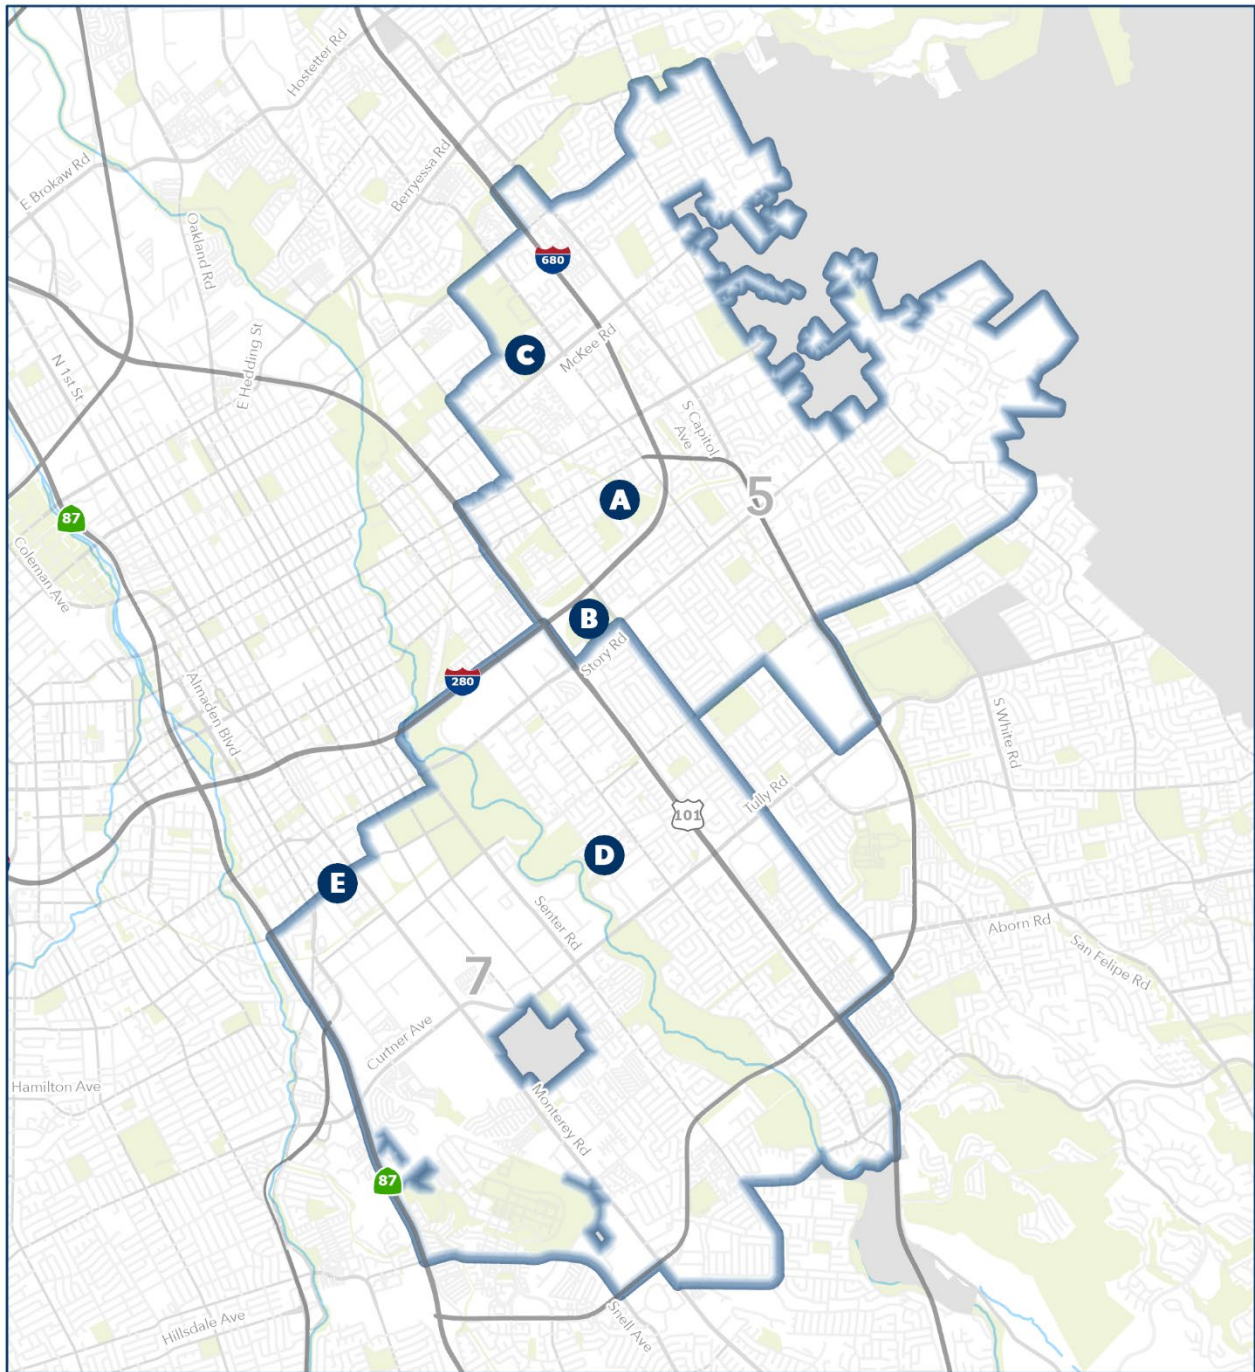 Hostetter Rd
E Brokaw Rd
Berryessa Rd
Oakland Rd
680
N 1st St
E Hedding St
C
McKee Rd
S Capitol
Ave
A
5
87
Coleman Ave
B
Story Rd
280
Almaden Blvd
S White Rd
Tully Rd
101
D
E
Senter Rd
Aborn Rd
San Felipe Rd
7
Curtner Ave
Hamilton Ave
Monterey Rd
87
Snell Ave
Hillsdale Ave